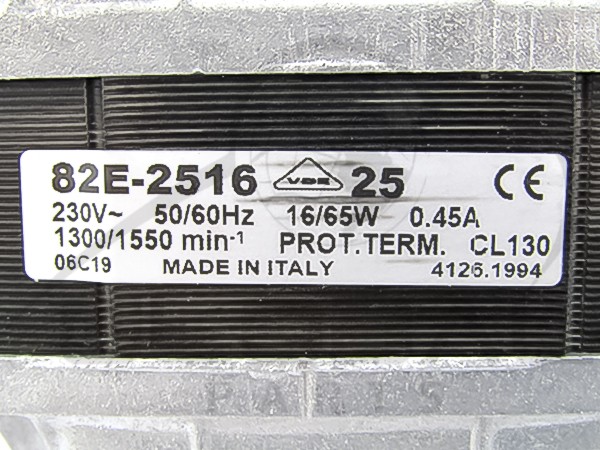 82E-2516 VDE 25 CE
230V~ 50/60Hz 16/65W 0.45A
1300/1550 min-1 PROT.TERM. CL130
06C19 MADE IN ITALY 4126.1994
PARTS